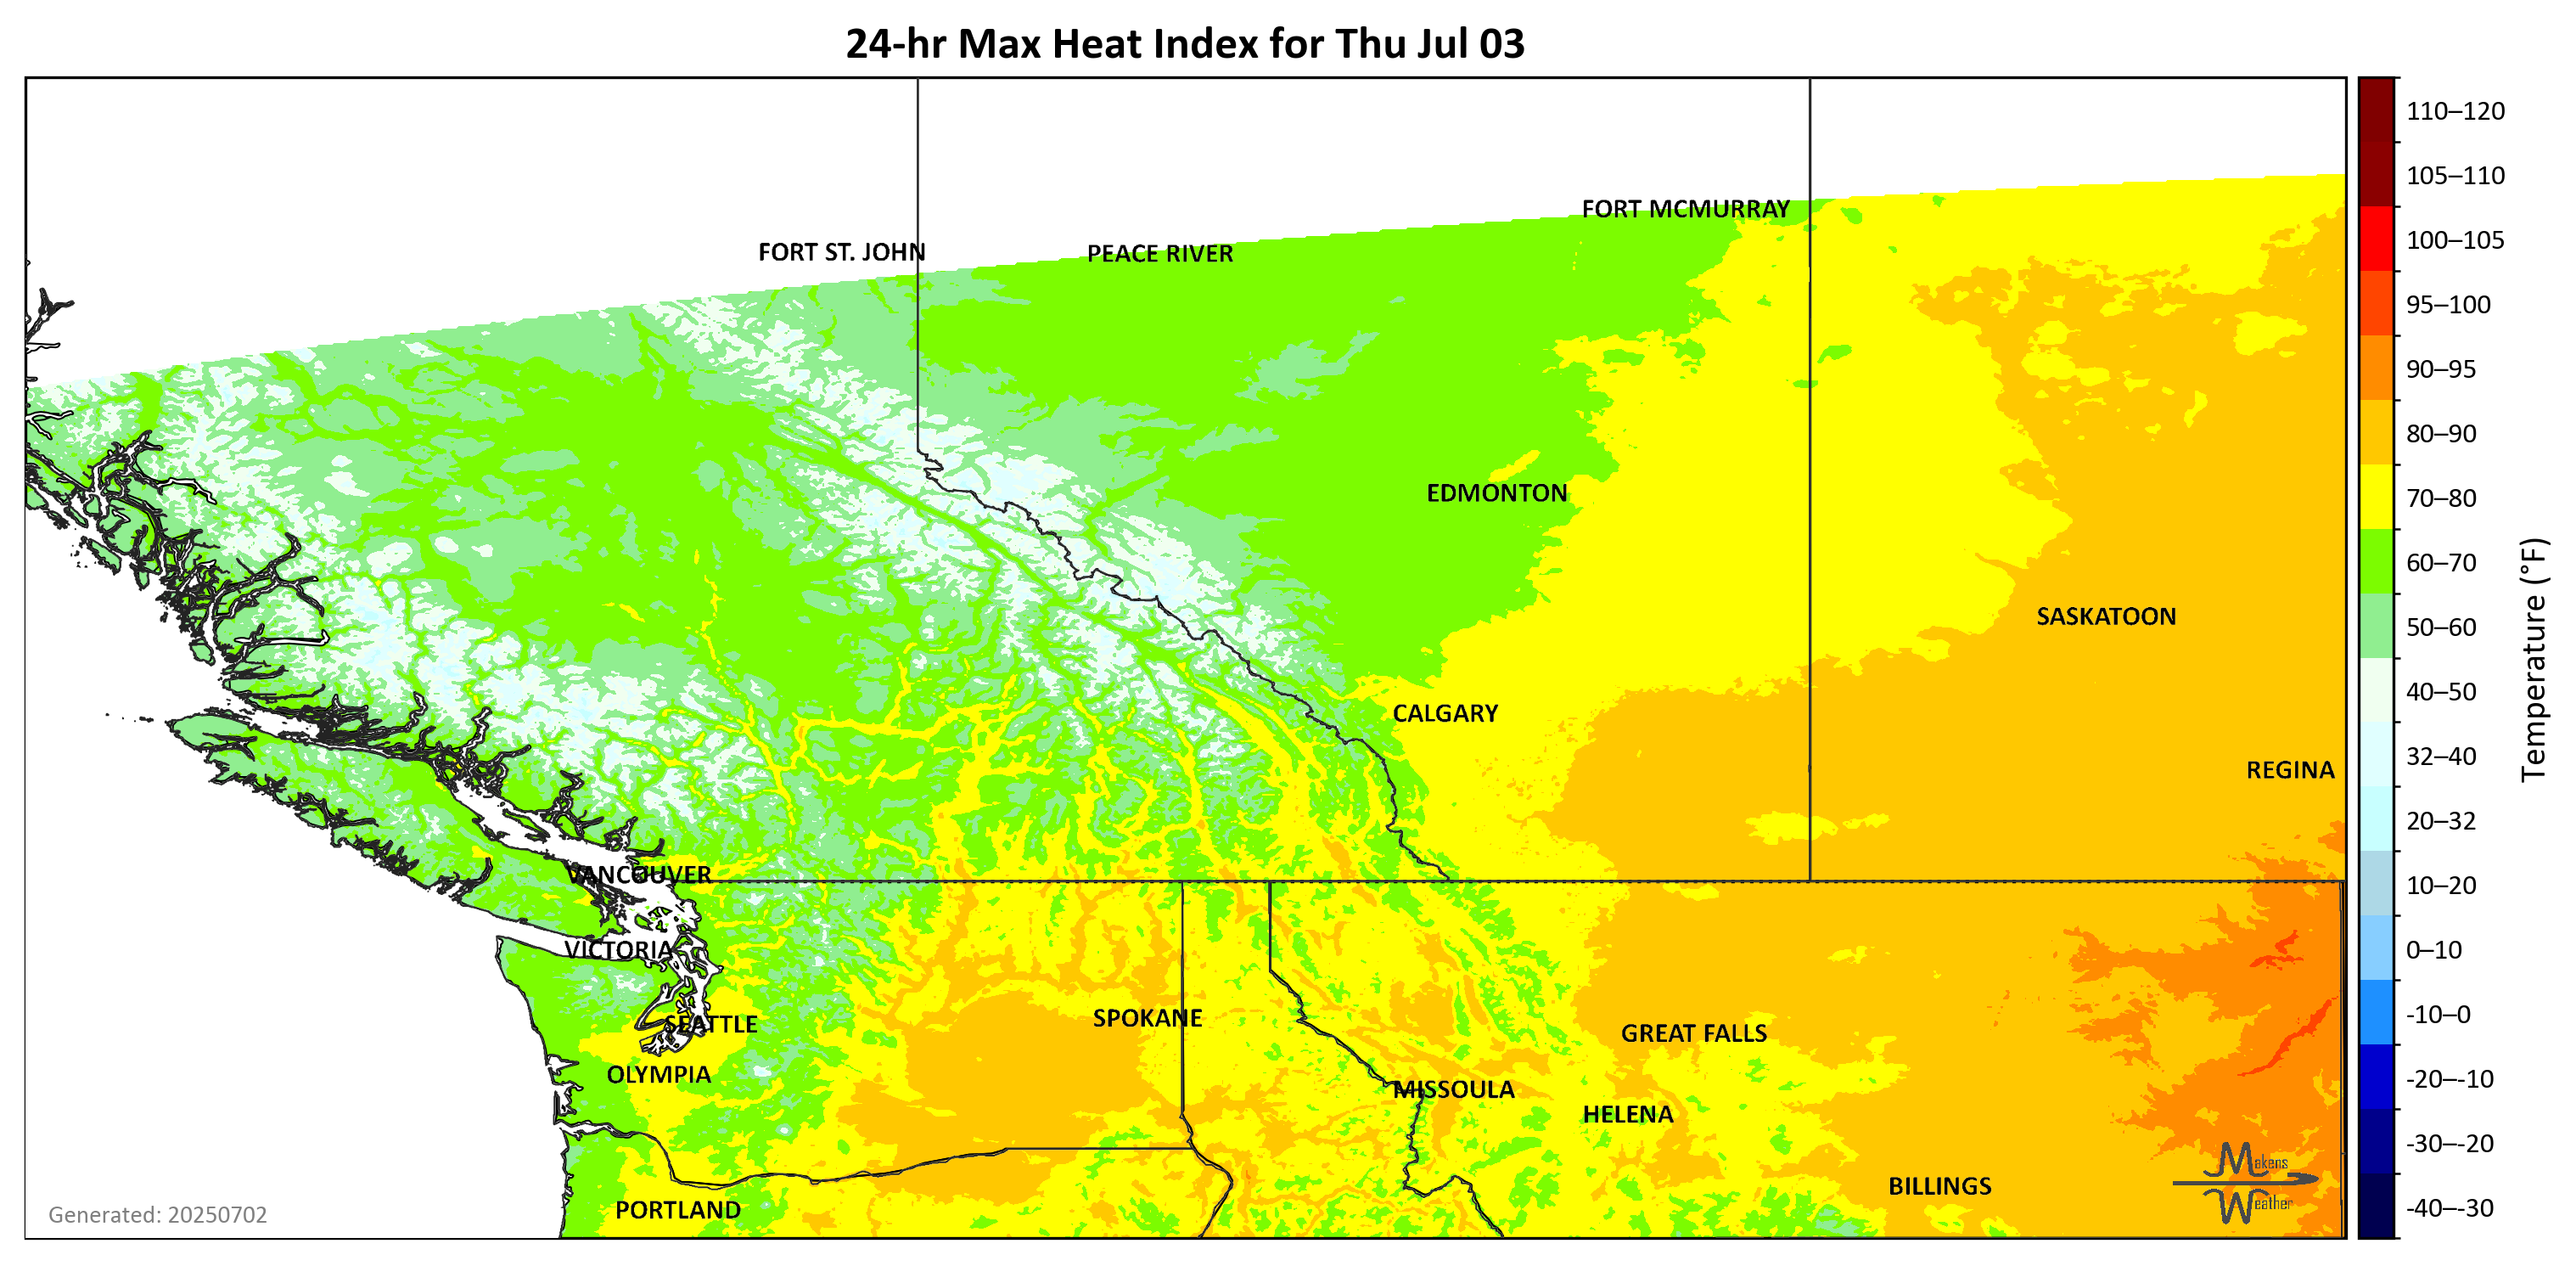 24-hr Max Heat Index for Thu Jul 03
110–120
105–110
FORT MCMURRAY
100–105
FORT ST. JOHN
PEACE RIVER
95–100
90–95
80–90
EDMONTON
70–80
60–70
SASKATOON
50–60
Temperature (°F)
40–50
CALGARY
32–40
REGINA
20–32
VANCOUVER
10–20
VICTORIA
0–10
SPOKANE
-10–0
SEATTLE
GREAT FALLS
OLYMPIA
-20–-10
MISSOULA
HELENA
-30–-20
Makens
Weather
BILLINGS
-40–-30
PORTLAND
Generated: 20250702